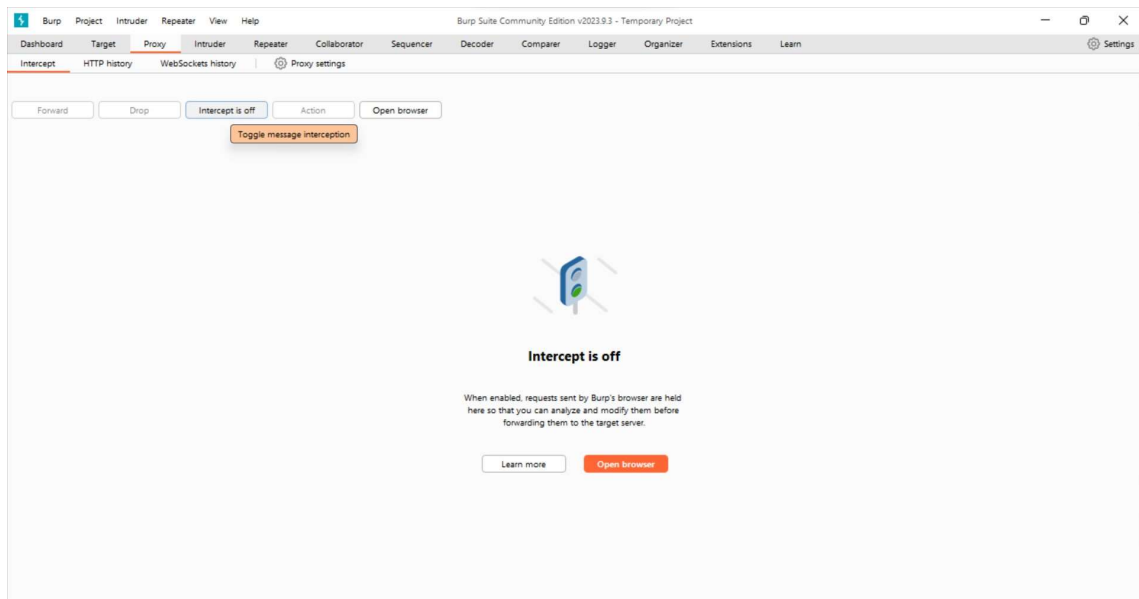 Burp Project Intruder Repeater View Help Burp Suite Community Edition v2023.9.3 - Temporary Project
Dashboard Target Proxy Intruder Repeater Collaborator Sequencer Decoder Comparer Logger Organizer Extensions Learn Settings
Intercept HTTP history WebSockets history Proxy settings
Forward Drop Intercept is off Action Open browser
Toggle message interception
Intercept is off
When enabled, requests sent by Burp's browser are held
here so that you can analyze and modify them before
forwarding them to the target server.
Learn more Open browser